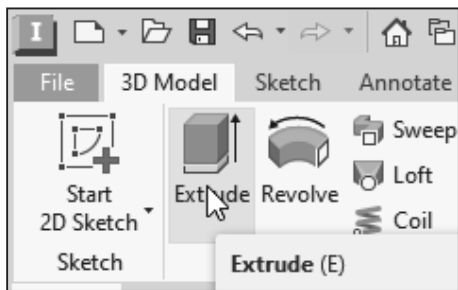 I
File 3D Model Sketch Annotate
Start
2D Sketch
Extrude
Revolve
Sweep
Loft
Coil
Sketch
Extrude (E)